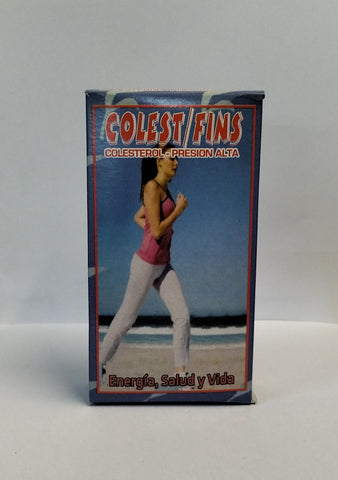 COLEST/FINS
COLESTEROL - PRESION ALTA
Energía, Salud y Vida